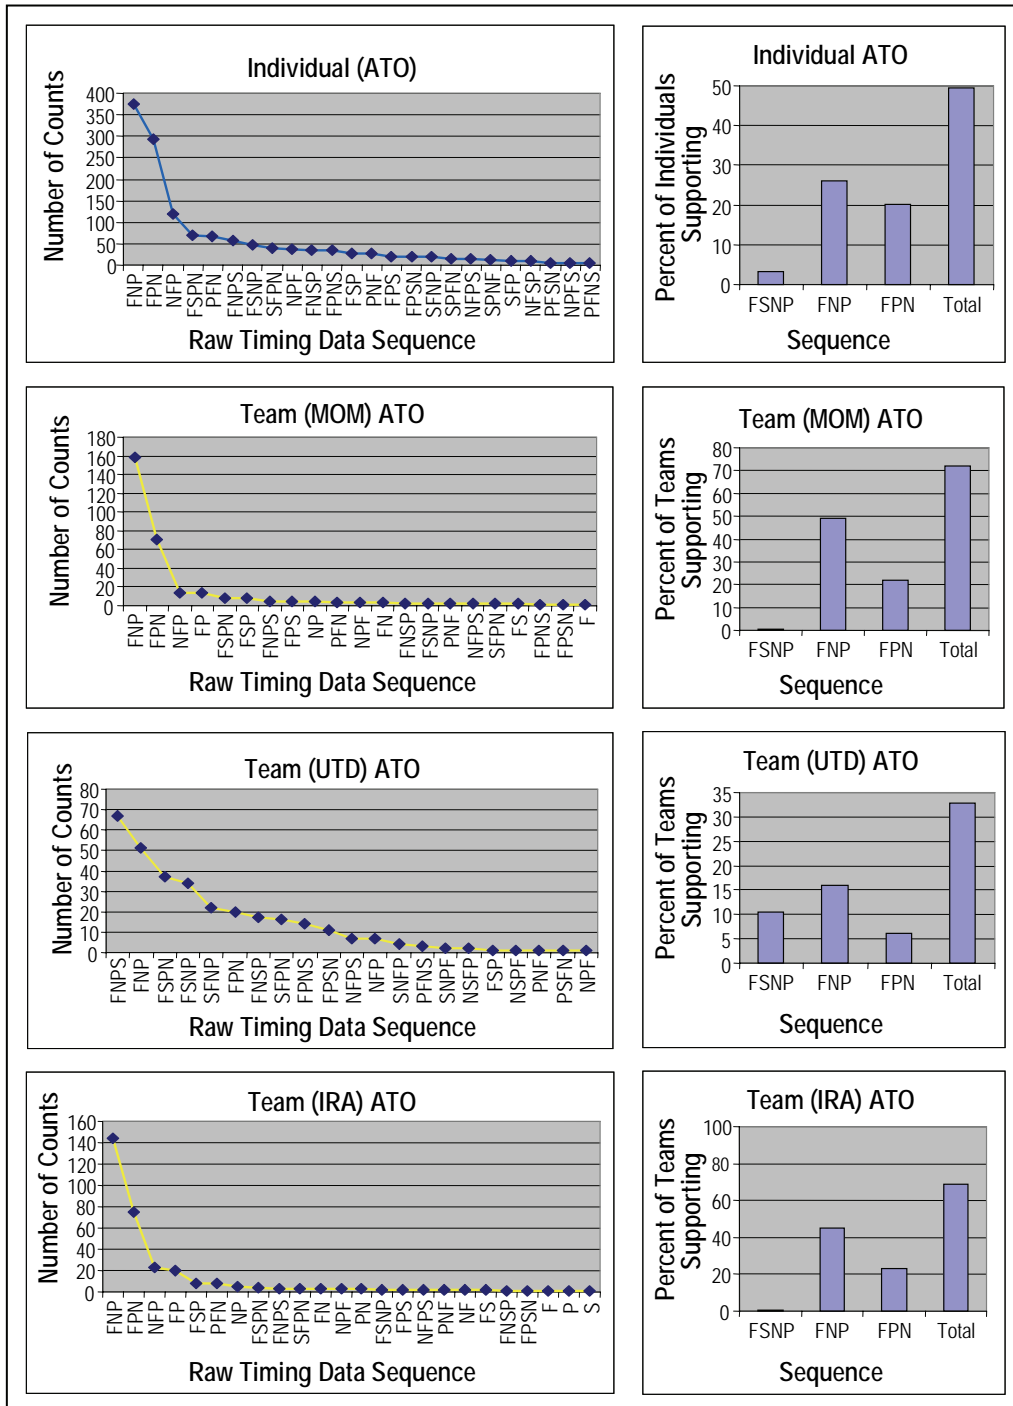 Individual (ATO)
Number of Counts
400
350
300
250
200
150
100
50
0
FNP FPN NFP FSPN PFN FNPS FSNP SFPN NPF FNSP FPNS FSP PNF FPS FPSN SFNP SPFN NFPS SPNF SFP NFSP PFSN NPFS PFNS
Raw Timing Data Sequence
Individual ATO
Percent of Individuals
Supporting
50
40
30
20
10
0
FSNP FNP FPN Total
Sequence
Team (MOM) ATO
Number of Counts
180
160
140
120
100
80
60
40
20
0
FNP FPN NFP FP FSPN FSP FNPS FPS NP PFN NPF FN FNSP FSNP PNF NFPS SFPN FS FPNS FPSN F
Raw Timing Data Sequence
Team (MOM) ATO
Percent of Teams
Supporting
80
70
60
50
40
30
20
10
0
FSNP FNP FPN Total
Sequence
Team (UTD) ATO
Number of Counts
80
70
60
50
40
30
20
10
0
FNPS FNP FSPN FSNP SFNP FPN FNSP SFPN FPNS FPSN NFPS NFP SNFP PFNS SNPF NSFP FSP NSPF PNF PSFN NPF
Raw Timing Data Sequence
Team (UTD) ATO
Percent of Teams
Supporting
35
30
25
20
15
10
5
0
FSNP FNP FPN Total
Sequence
Team (IRA) ATO
Number of Counts
160
140
120
100
80
60
40
20
0
FNP FPN NFP FP FSP PFN NP FSPN FNPS SFPN FN NPF PN FSNP FPS NFPS PNF NF FS FNSP FPSN F P S
Raw Timing Data Sequence
Team (IRA) ATO
Percent of Teams
Supporting
100
80
60
40
20
0
FSNP FNP FPN Total
Sequence